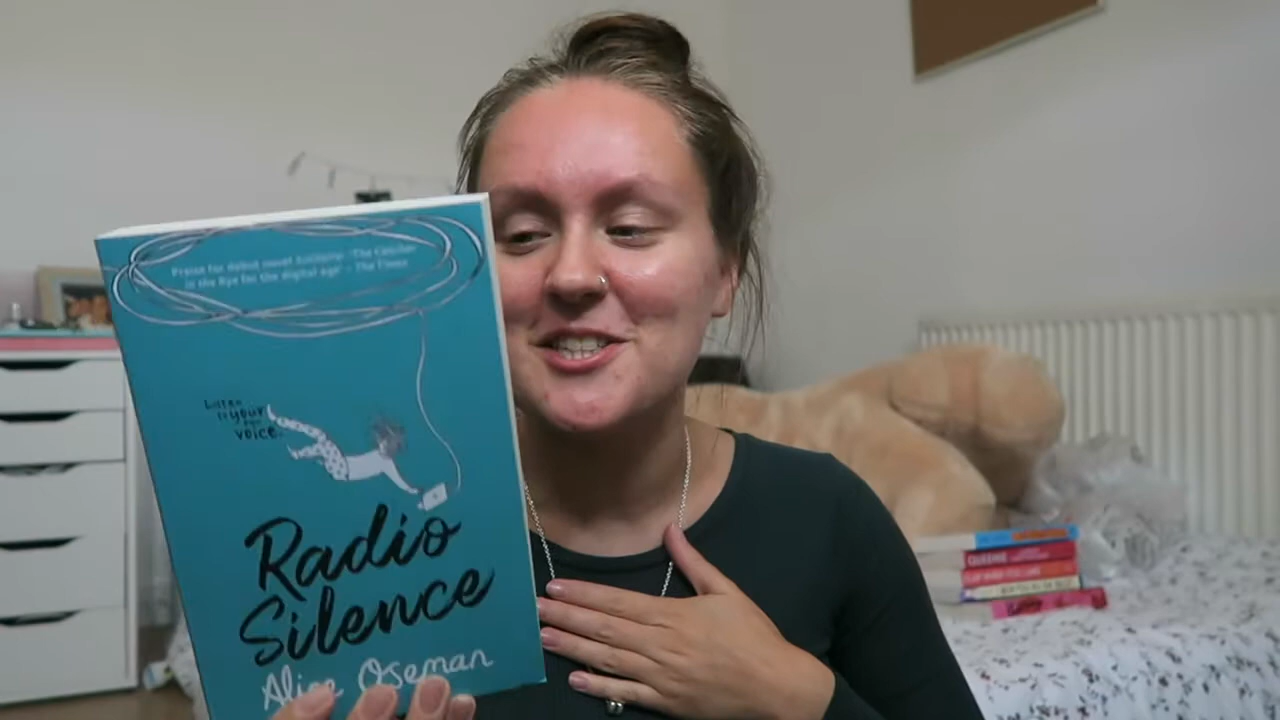 Praise for debut novel Solitaire: 'The Catcher
in the Rye for the digital age' – The Times
Listen
to your
voice.
Radio
Silence
Alice Oseman
QUEENIE